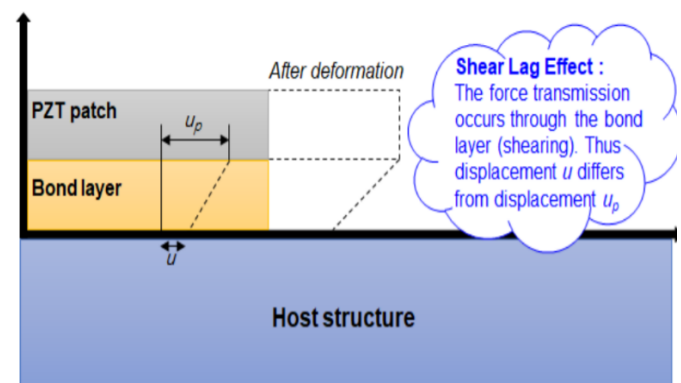 After deformation
PZT patch
u_p
Bond layer
u
Host structure
Shear Lag Effect :
The force transmission
occurs through the bond
layer (shearing). Thus
displacement u differs
from displacement u_p